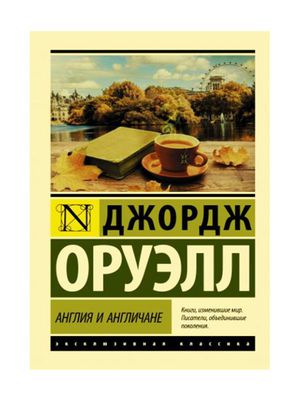 ДЖОРДЖ
ОРУЭЛЛ
АНГЛИЯ И АНГЛИЧАНЕ
Книги, изменившие мир.
Писатели, объединившие
поколения.
ЭКСКЛЮЗИВНАЯ КЛАССИКА